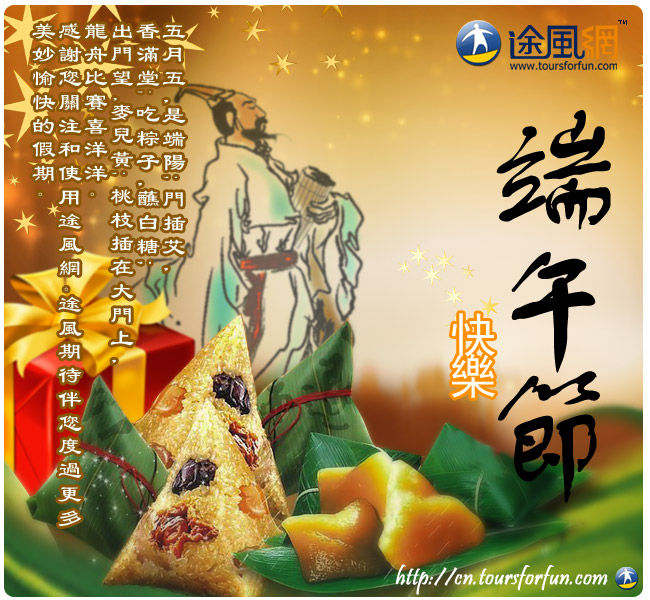 途風網™
www.toursforfun.com
端午節
快樂
五月五，是端陽；門插艾，
香滿堂；吃粽子，蘸白糖；
出門望，麥兒黃；桃枝插在大門上，
龍舟比賽喜洋洋。
感謝您關注和使用途風網。途風期待伴您度過更多
美妙愉快的假期。
http://cn.toursforfun.com